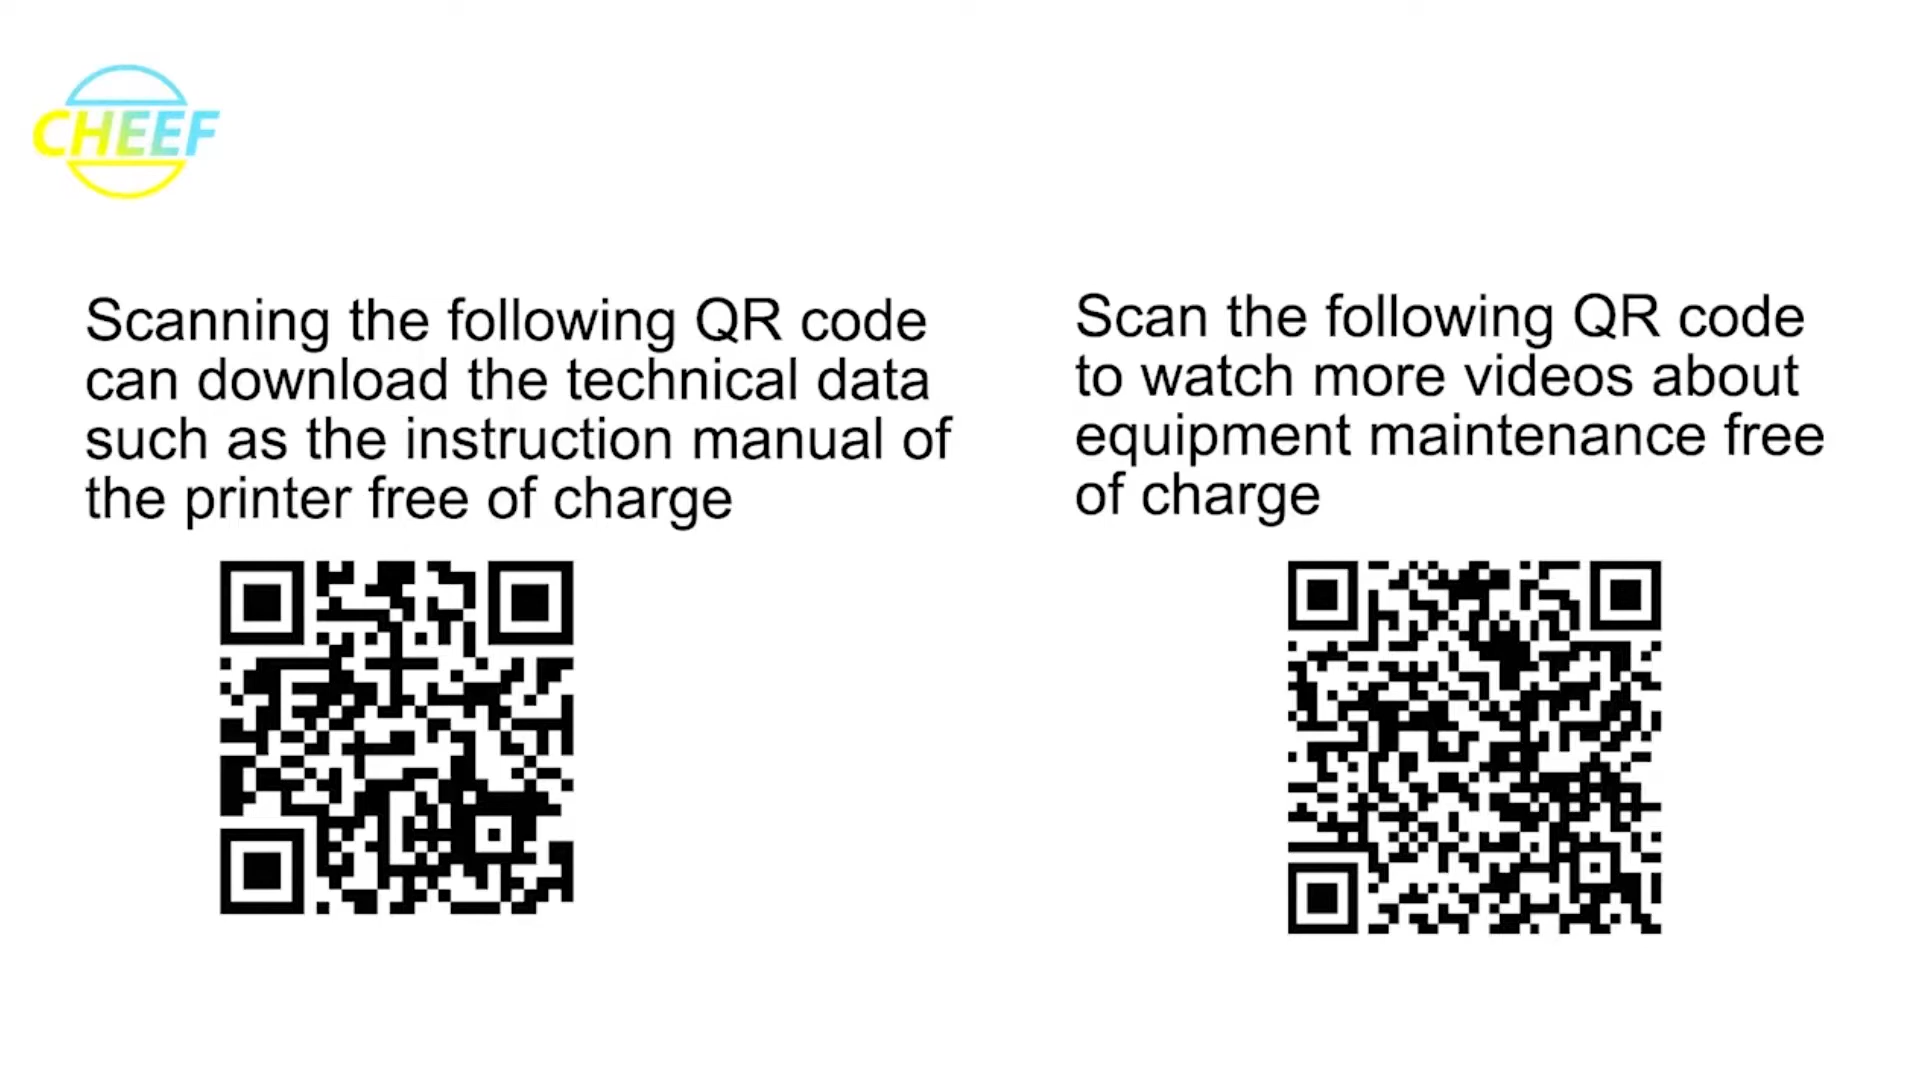 CHEEF
Scanning the following QR code
can download the technical data
such as the instruction manual of
the printer free of charge
Scan the following QR code
to watch more videos about
equipment maintenance free
of charge